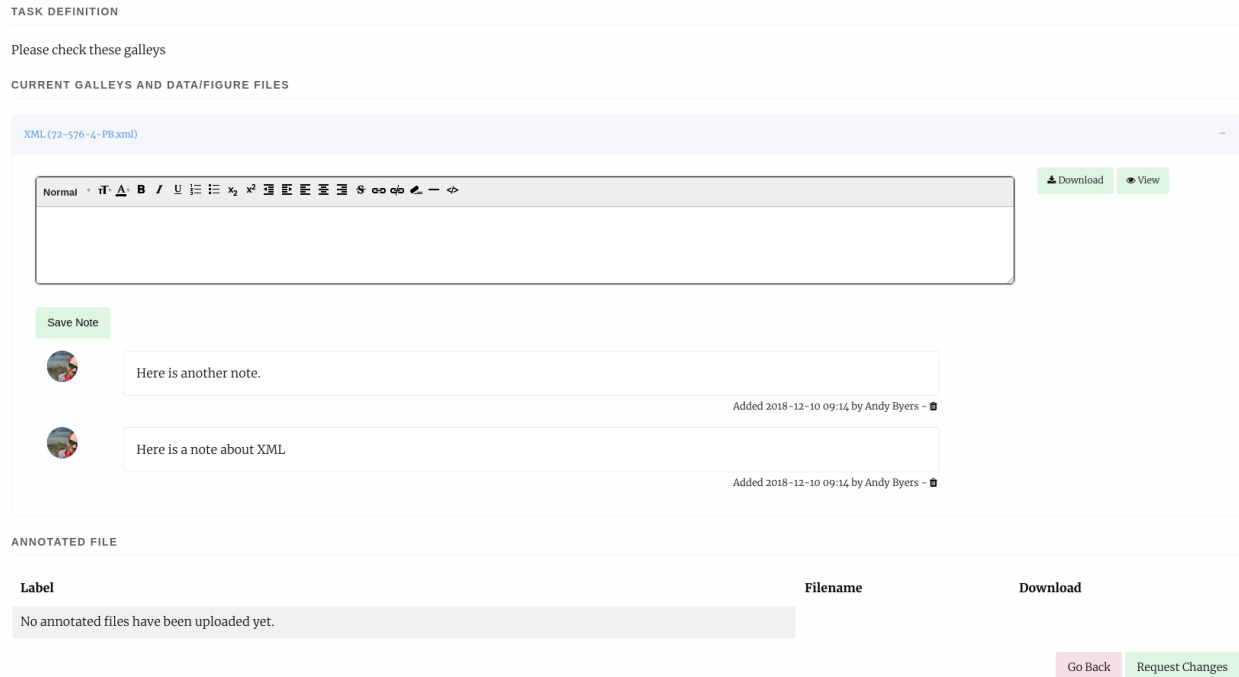 TASK DEFINITION
Please check these galleys
CURRENT GALLEYS AND DATA/FIGURE FILES
XML (72-576-4-PB.xml)
Normal
Download View
Save Note
Here is another note.
Added 2018-12-10 09:14 by Andy Byers -
Here is a note about XML
Added 2018-12-10 09:14 by Andy Byers -
ANNOTATED FILE
Label Filename Download
No annotated files have been uploaded yet.
Go Back Request Changes